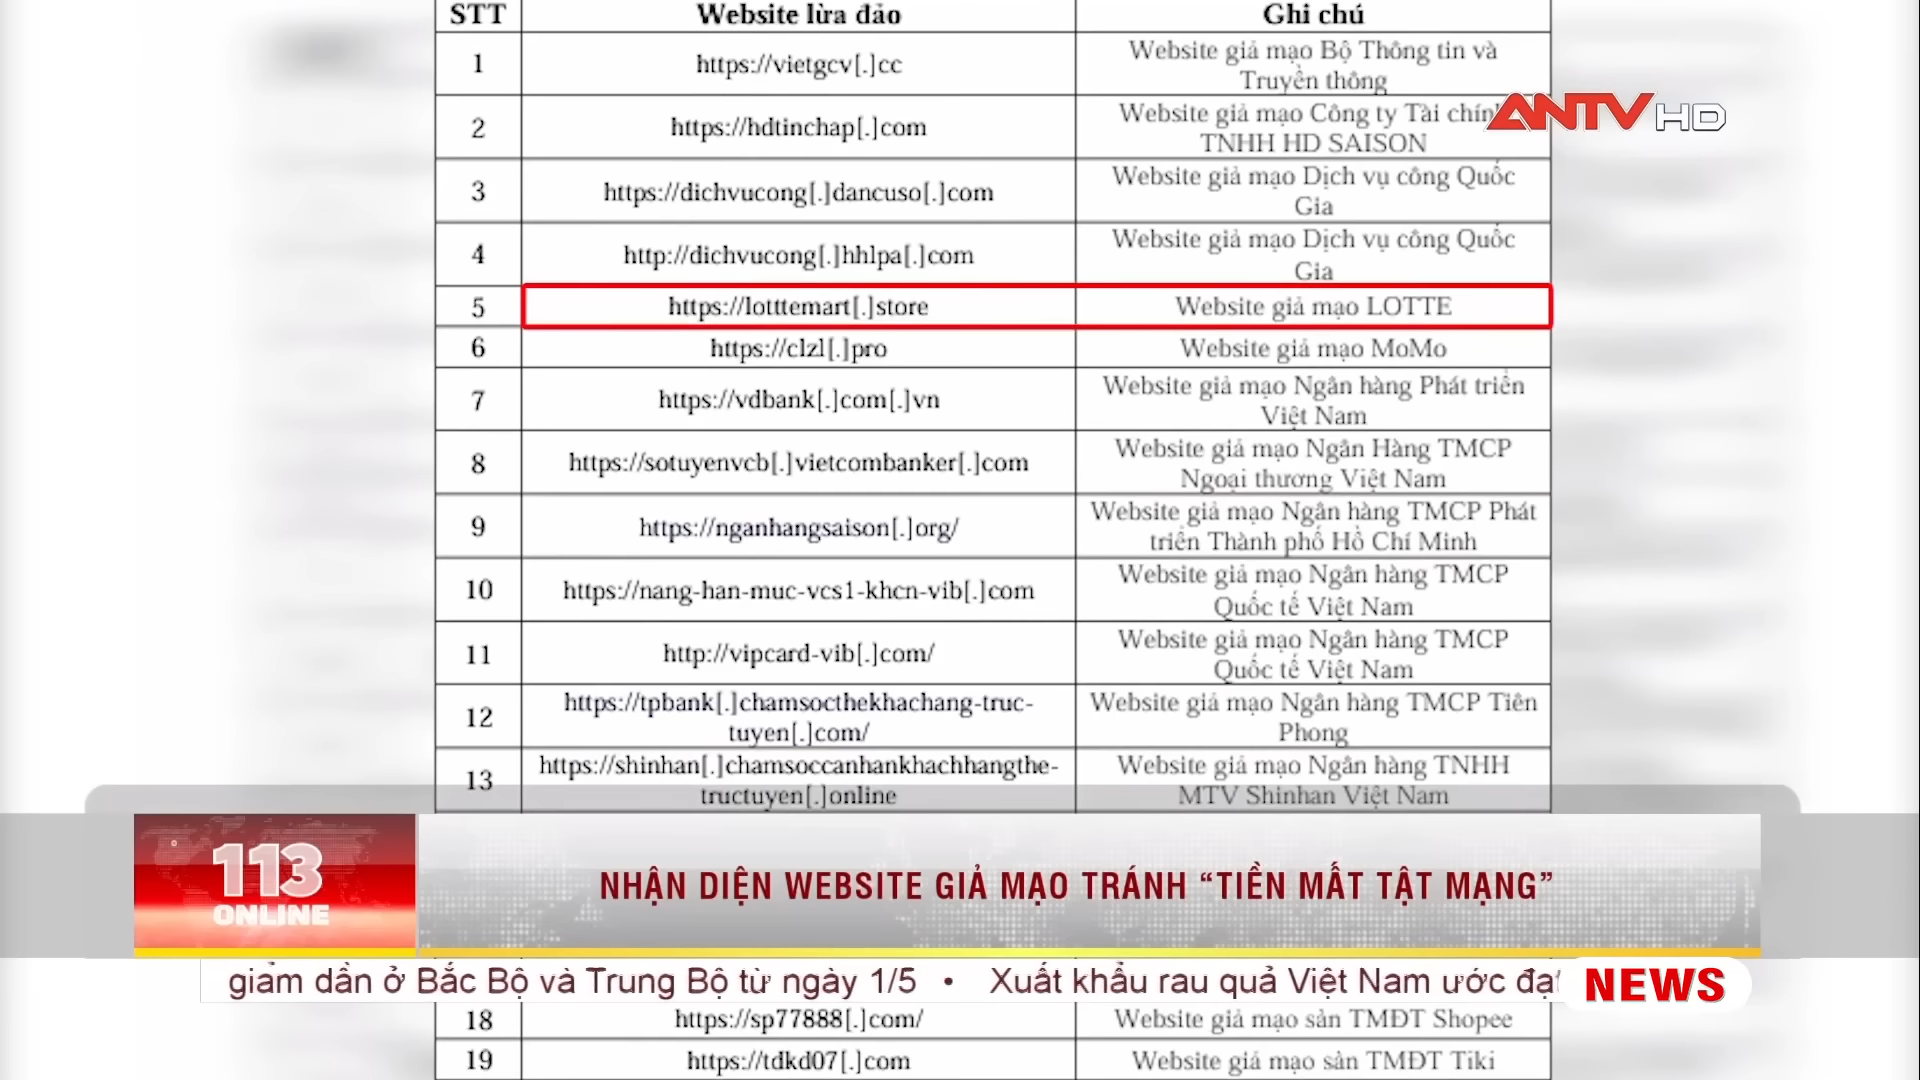 STT Website lừa đảo Ghi chú
1 https://vietgcv[.]cc Website giả mạo Bộ Thông tin và
Truyền thông
2 https://hdtinchap[.]com Website giả mạo Công ty Tài chính
TNHH HD SAISON
ANTV HD
3 https://dichvucong[.]dancuso[.]com Website giả mạo Dịch vụ công Quốc
Gia
4 http://dichvucong[.]hhlpa[.]com Website giả mạo Dịch vụ công Quốc
Gia
5 https://lotttemart[.]store Website giả mạo LOTTE
6 https://clzl[.]pro Website giả mạo MoMo
7 https://vdbank[.]com[.]vn Website giả mạo Ngân hàng Phát triển
Việt Nam
8 https://sotuyenvcb[.]vietcombanker[.]com Website giả mạo Ngân Hàng TMCP
Ngoại thương Việt Nam
9 https://nganhangsaison[.]org/ Website giả mạo Ngân hàng TMCP Phát
triển Thành phố Hồ Chí Minh
10 https://nang-han-muc-vcs1-khcn-vib[.]com Website giả mạo Ngân hàng TMCP
Quốc tế Việt Nam
11 http://vipcard-vib[.]com/ Website giả mạo Ngân hàng TMCP
Quốc tế Việt Nam
12 https://tpbank[.]chamsocthekhachang-truc-
tuyen[.]com/ Website giả mạo Ngân hàng TMCP Tiên
Phong
13 https://shinhan[.]chamsoccanhankhachhangthe-
tructuyen[.]online Website giả mạo Ngân hàng TNHH
MTV Shinhan Việt Nam
113
ONLINE
NHẬN DIỆN WEBSITE GIẢ MẠO TRÁNH “TIỀN MẤT TẬT MẠNG”
giảm dần ở Bắc Bộ và Trung Bộ từ ngày 1/5 • Xuất khẩu rau quả Việt Nam ước đạt
NEWS
18 https://sp77888[.]com/ Website giả mạo sàn TMĐT Shopee
19 https://tdkd07[.]com Website giả mạo sàn TMĐT Tiki